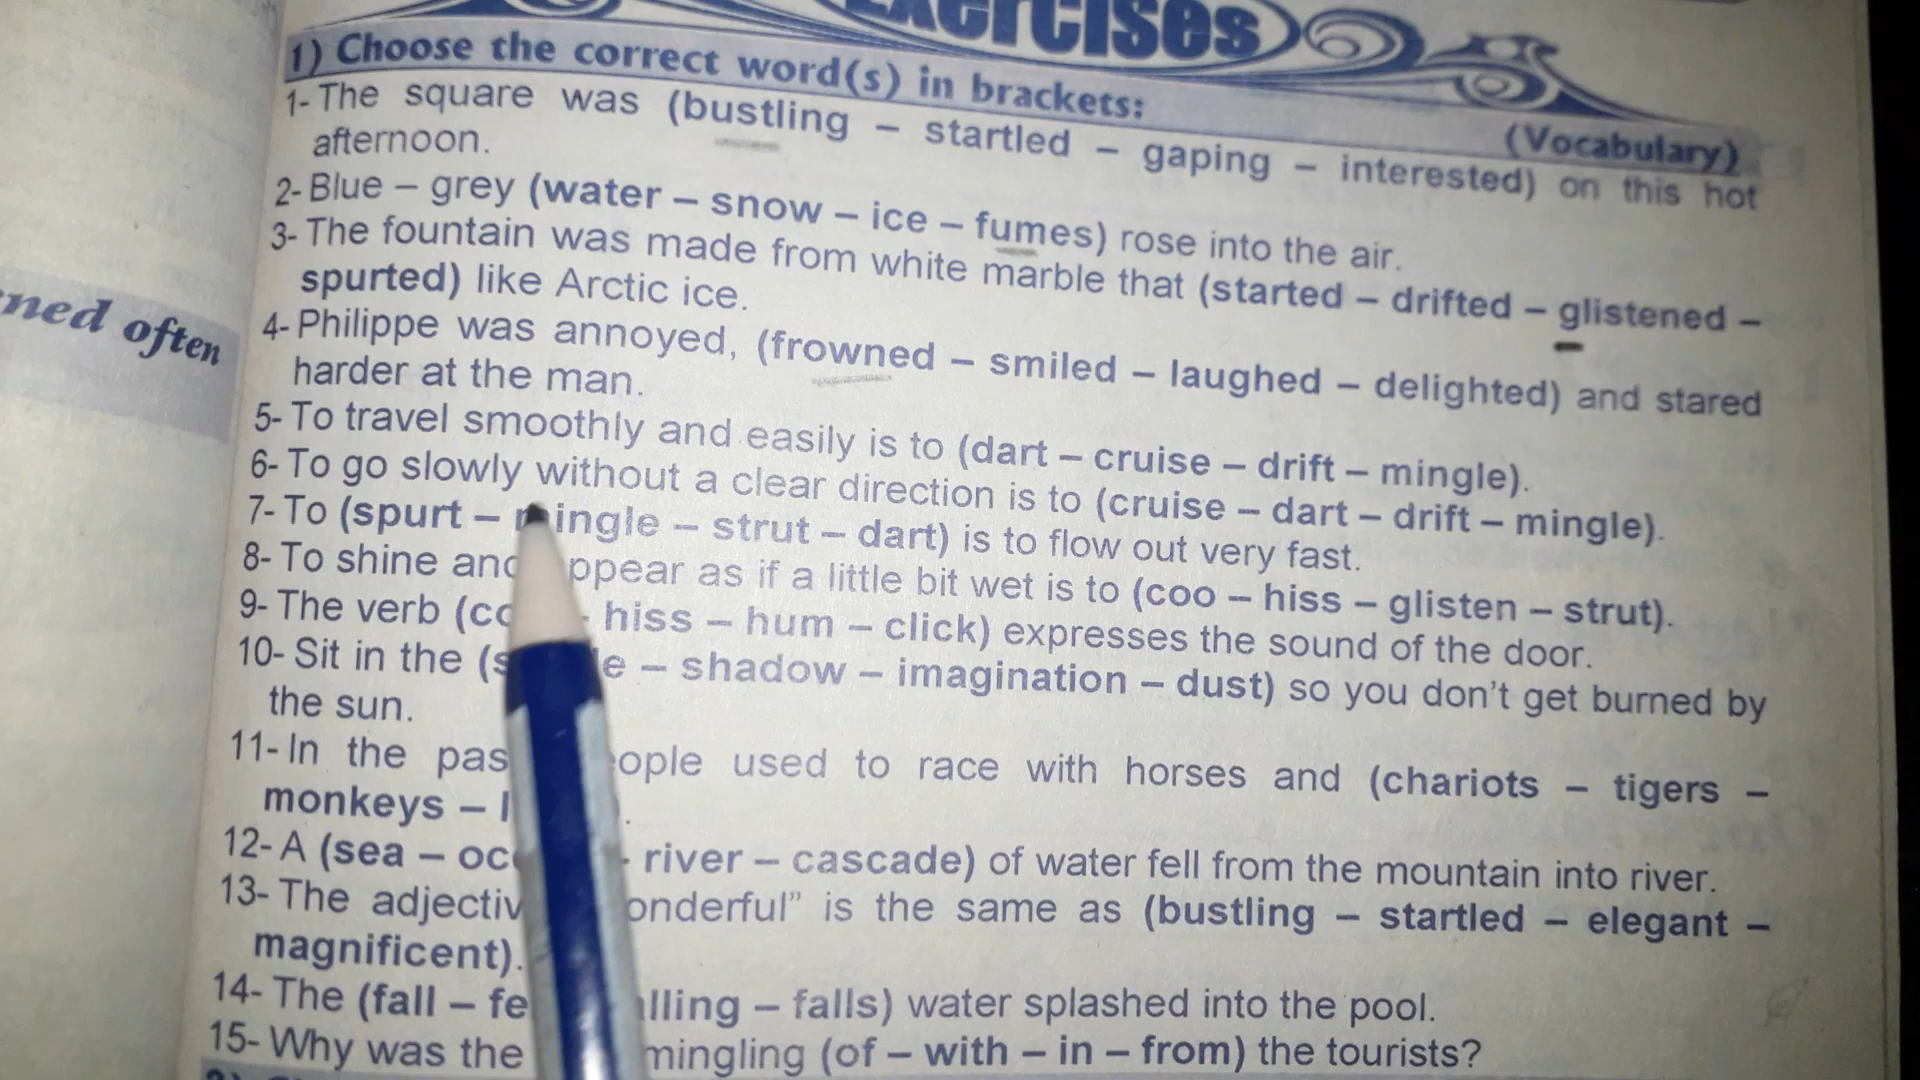 Exercises
1) Choose the correct word(s) in brackets:
(Vocabulary)
1- The square was (bustling – startled – gaping – interested) on this hot
afternoon.
2- Blue – grey (water – snow – ice – fumes) rose into the air.
3- The fountain was made from white marble that (started – drifted – glistened –
spurted) like Arctic ice.
4- Philippe was annoyed, (frowned – smiled – laughed – delighted) and stared
harder at the man.
ned often
5- To travel smoothly and easily is to (dart – cruise – drift – mingle).
6- To go slowly without a clear direction is to (cruise – dart – drift – mingle).
7- To (spurt – mingle – strut – dart) is to flow out very fast.
8- To shine and appear as if a little bit wet is to (coo – hiss – glisten – strut).
9- The verb ( – hiss – hum – click) expresses the sound of the door.
10- Sit in the ( – shadow – imagination – dust) so you don't get burned by
the sun.
11- In the past people used to race with horses and (chariots – tigers –
monkeys –
12- A (sea – – river – cascade) of water fell from the mountain into river.
13- The adjective "wonderful" is the same as (bustling – startled – elegant –
magnificent).
14- The (fall – – falling – falls) water splashed into the pool.
15- Why was the mingling (of – with – in – from) the tourists?